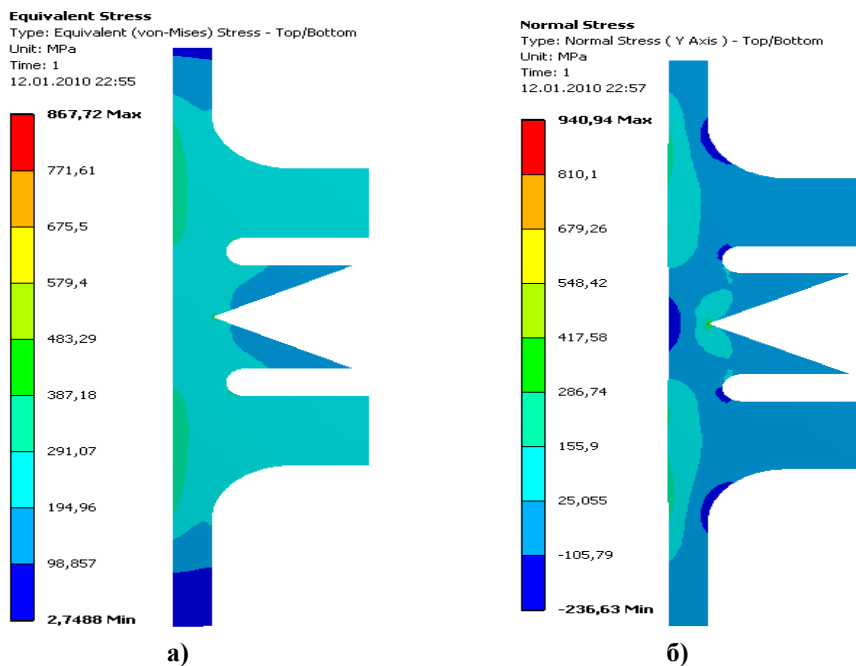 Equivalent Stress
Type: Equivalent (von-Mises) Stress - Top/Bottom
Unit: MPa
Time: 1
12.01.2010 22:55
867,72 Max
771,61
675,5
579,4
483,29
387,18
291,07
194,96
98,857
2,7488 Min
а)
Normal Stress
Type: Normal Stress ( Y Axis ) - Top/Bottom
Unit: MPa
Time: 1
12.01.2010 22:57
940,94 Max
810,1
679,26
548,42
417,58
286,74
155,9
25,055
-105,79
-236,63 Min
б)